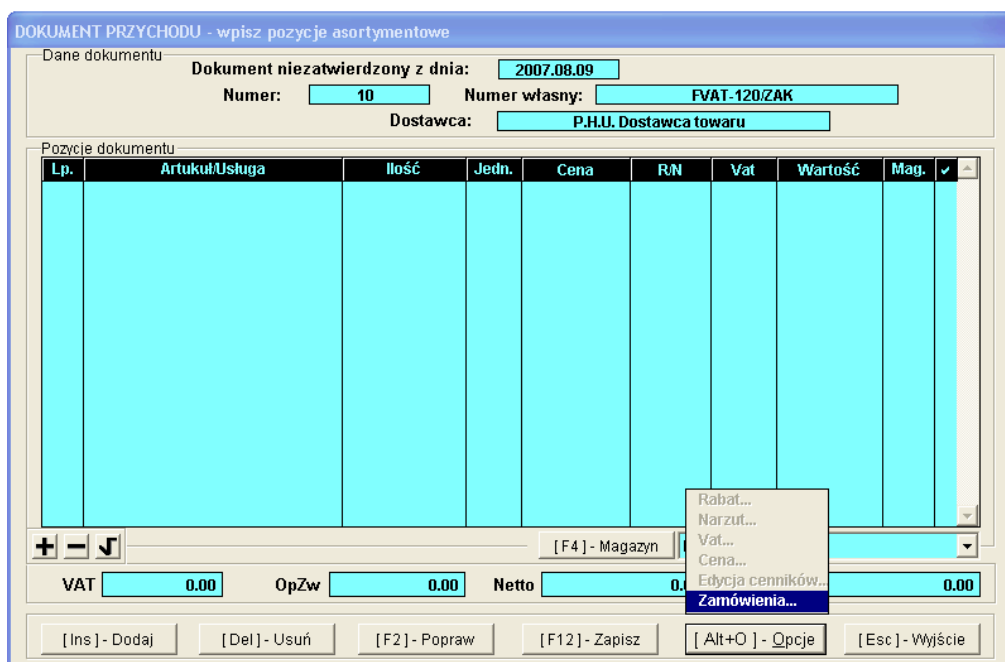 DOKUMENT PRZYCHODU - wpisz pozycje asortymentowe
Dane dokumentu
Dokument niezatwierdzony z dnia: 2007.08.09
Numer: 10 Numer własny: FVAT-120/ZAK
Dostawca: P.H.U. Dostawca towaru
Pozycje dokumentu
Lp. Artukuł/Usługa Ilość Jedn. Cena R/N Vat Wartość Mag.
Rabat...
Narzut...
[ F4 ] - Magazyn Vat...
Cena...
Edycja cenników...
VAT 0.00 OpZw 0.00 Netto 0.00
Zamówienia...
[ Ins ] - Dodaj [ Del ] - Usuń [ F2 ] - Popraw [ F12 ] - Zapisz [ Alt+O ] - Opcje [ Esc ] - Wyjście